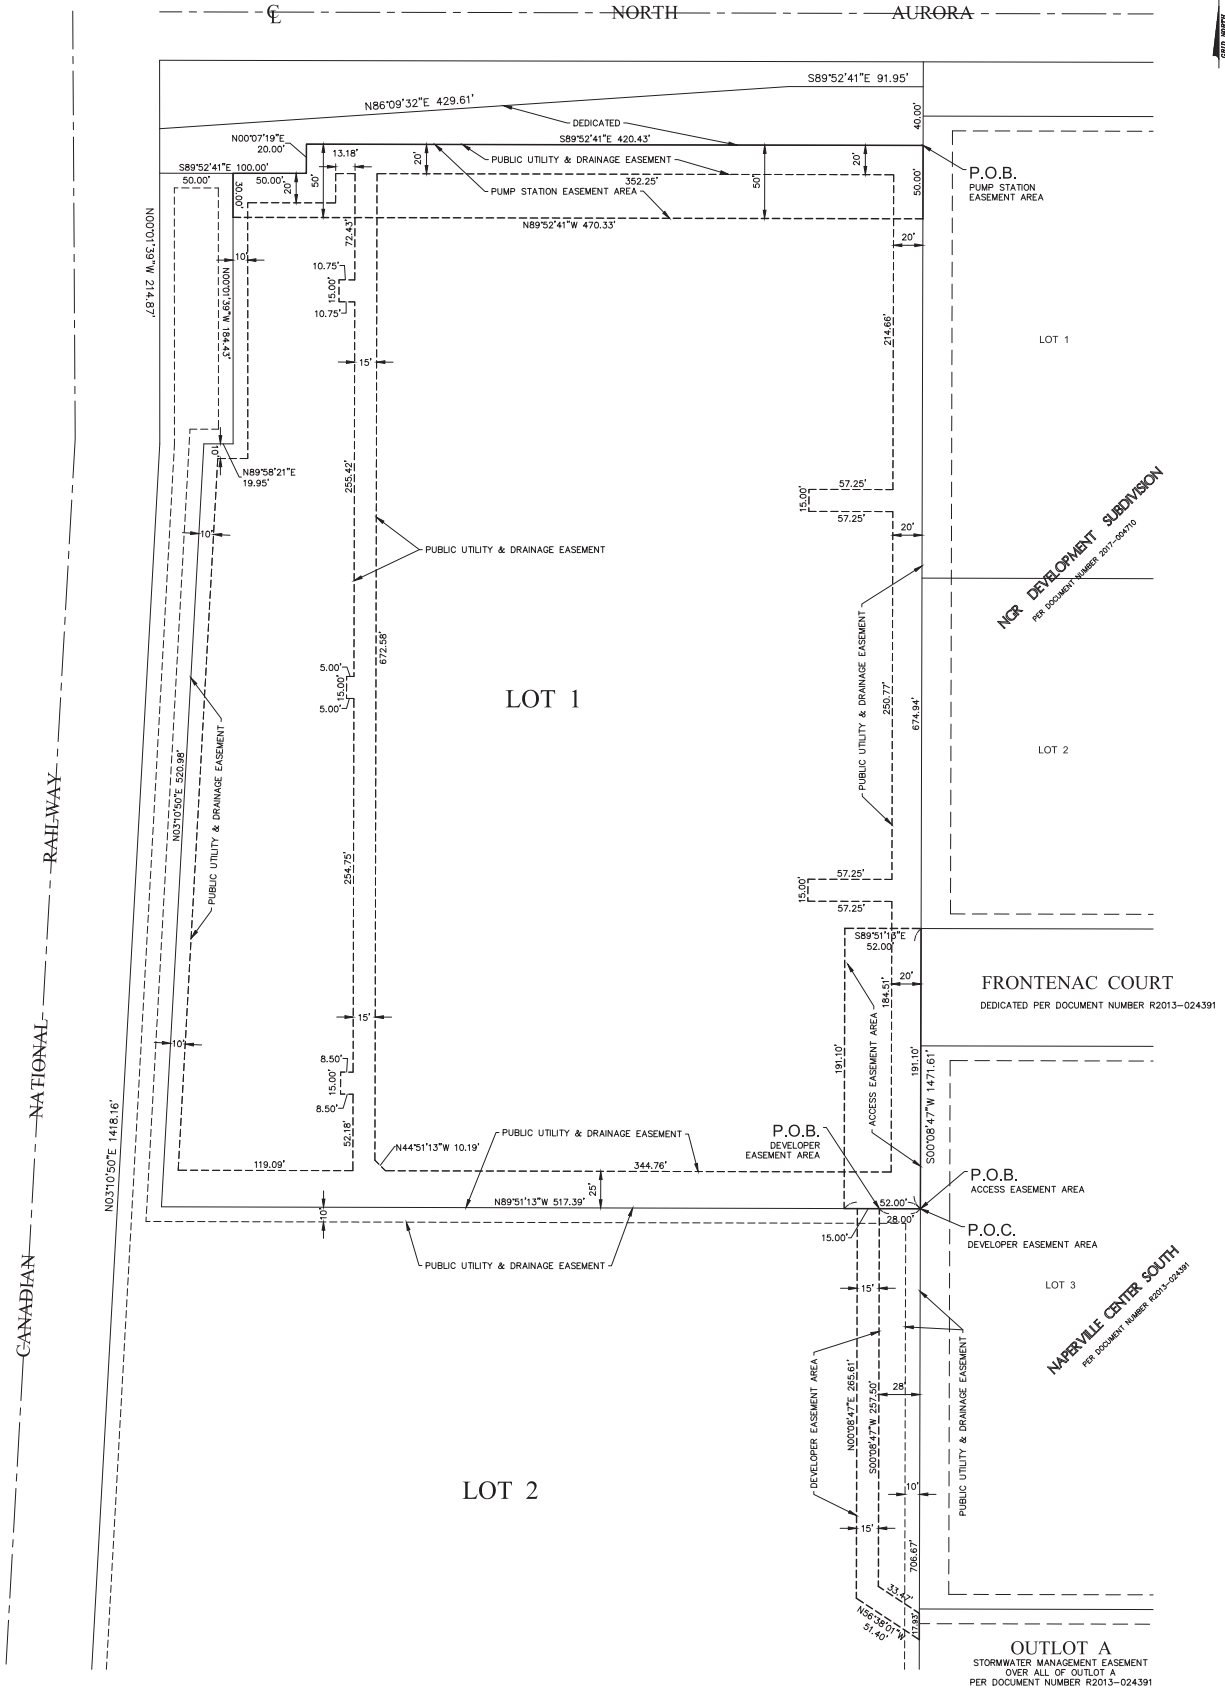 ℄ NORTH AURORA
GRID NORTH
S89°52'41"E 91.95'
N86°09'32"E 429.61'
40.00'
DEDICATED
N00°07'19"E
20.00'
S89°52'41"E 420.43'
13.18'
20'
PUBLIC UTILITY & DRAINAGE EASEMENT
20'
S89°52'41"E 100.00'
50.00'
50.00'
20'
50'
352.25'
50'
50.00'
P.O.B.
PUMP STATION
EASEMENT AREA
PUMP STATION EASEMENT AREA
30.00'
N89°52'41"W 470.33'
72.43'
20'
N00°01'39"W 214.87'
10'
N00°01'39"W 184.43'
10.75'
15.00'
10.75'
214.66'
LOT 1
15'
10'
N89°58'21"E
19.95'
255.42'
57.25'
15.00'
57.25'
20'
10'
PUBLIC UTILITY & DRAINAGE EASEMENT
NGR DEVELOPMENT SUBDIVISION
PER DOCUMENT NUMBER 2017-004710
672.58'
5.00'
15.00'
5.00'
LOT 1
PUBLIC UTILITY & DRAINAGE EASEMENT
250.77'
674.94'
LOT 2
PUBLIC UTILITY & DRAINAGE EASEMENT
N03°10'50"E 520.98'
CANADIAN NATIONAL RAILWAY
254.75'
57.25'
15.00'
57.25'
S89°51'13"E
52.00'
20'
184.51'
FRONTENAC COURT
DEDICATED PER DOCUMENT NUMBER R2013-024391
15'
10'
191.10'
ACCESS EASEMENT AREA
191.10'
S00°08'47"W 1471.61'
8.50'
15.00'
8.50'
N03°10'50"E 1418.16'
52.18'
N44°51'13"W 10.19'
PUBLIC UTILITY & DRAINAGE EASEMENT
P.O.B.
DEVELOPER
EASEMENT AREA
119.09'
344.76'
25'
P.O.B.
ACCESS EASEMENT AREA
N89°51'13"W 517.39'
10'
52.00'
28.00'
15.00'
P.O.C.
DEVELOPER EASEMENT AREA
PUBLIC UTILITY & DRAINAGE EASEMENT
LOT 3
NAPERVILLE CENTER SOUTH
PER DOCUMENT NUMBER R2013-024391
15'
DEVELOPER EASEMENT AREA
N00°08'47"E 265.61'
S00°08'47"W 257.50'
28'
PUBLIC UTILITY & DRAINAGE EASEMENT
10'
LOT 2
15'
706.67'
33.47'
N56°38'01"W
51.40'
17.93'
OUTLOT A
STORMWATER MANAGEMENT EASEMENT
OVER ALL OF OUTLOT A
PER DOCUMENT NUMBER R2013-024391